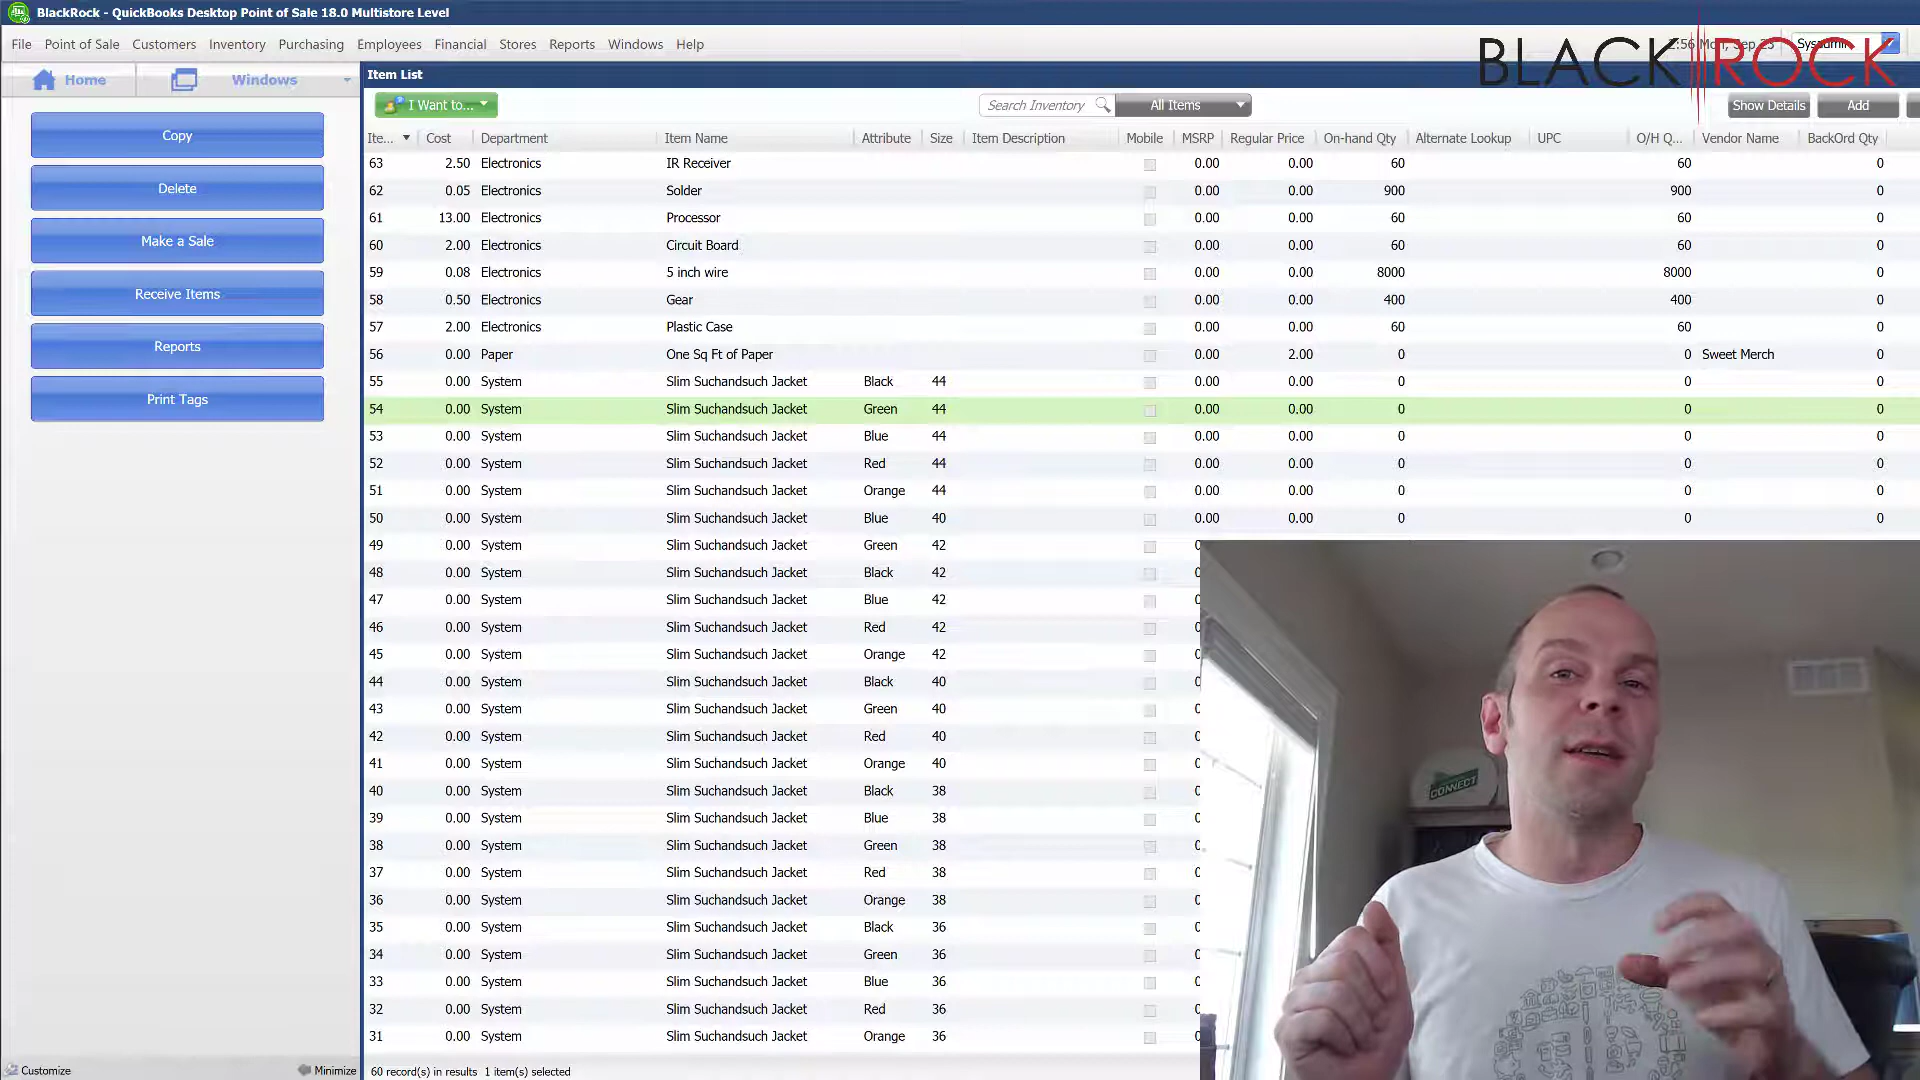 BlackRock - QuickBooks Desktop Point of Sale 18.0 Multistore Level
File Point of Sale Customers Inventory Purchasing Employees Financial Stores Reports Windows Help
:56 Mon, Sep 23 Sysadmin
BLACK ROCK
Home Windows
Item List
I Want to... Search Inventory All Items Show Details Add
Ite... Cost Department Item Name Attribute Size Item Description Mobile MSRP Regular Price On-hand Qty Alternate Lookup UPC O/H Q... Vendor Name BackOrd Qty
Copy
Delete
Make a Sale
Receive Items
Reports
Print Tags
63 2.50 Electronics IR Receiver 0.00 0.00 60 60 0
62 0.05 Electronics Solder 0.00 0.00 900 900 0
61 13.00 Electronics Processor 0.00 0.00 60 60 0
60 2.00 Electronics Circuit Board 0.00 0.00 60 60 0
59 0.08 Electronics 5 inch wire 0.00 0.00 8000 8000 0
58 0.50 Electronics Gear 0.00 0.00 400 400 0
57 2.00 Electronics Plastic Case 0.00 0.00 60 60 0
56 0.00 Paper One Sq Ft of Paper 0.00 2.00 0 0 Sweet Merch 0
55 0.00 System Slim Suchandsuch Jacket Black 44 0.00 0.00 0 0 0
54 0.00 System Slim Suchandsuch Jacket Green 44 0.00 0.00 0 0 0
53 0.00 System Slim Suchandsuch Jacket Blue 44 0.00 0.00 0 0 0
52 0.00 System Slim Suchandsuch Jacket Red 44 0.00 0.00 0 0 0
51 0.00 System Slim Suchandsuch Jacket Orange 44 0.00 0.00 0 0 0
50 0.00 System Slim Suchandsuch Jacket Blue 40 0.00 0.00 0 0 0
49 0.00 System Slim Suchandsuch Jacket Green 42
48 0.00 System Slim Suchandsuch Jacket Black 42
47 0.00 System Slim Suchandsuch Jacket Blue 42
46 0.00 System Slim Suchandsuch Jacket Red 42
45 0.00 System Slim Suchandsuch Jacket Orange 42
44 0.00 System Slim Suchandsuch Jacket Black 40
43 0.00 System Slim Suchandsuch Jacket Green 40
42 0.00 System Slim Suchandsuch Jacket Red 40
41 0.00 System Slim Suchandsuch Jacket Orange 40
40 0.00 System Slim Suchandsuch Jacket Black 38
39 0.00 System Slim Suchandsuch Jacket Blue 38
38 0.00 System Slim Suchandsuch Jacket Green 38
37 0.00 System Slim Suchandsuch Jacket Red 38
36 0.00 System Slim Suchandsuch Jacket Orange 38
35 0.00 System Slim Suchandsuch Jacket Black 36
34 0.00 System Slim Suchandsuch Jacket Green 36
33 0.00 System Slim Suchandsuch Jacket Blue 36
32 0.00 System Slim Suchandsuch Jacket Red 36
31 0.00 System Slim Suchandsuch Jacket Orange 36
CONNECT
Customize Minimize 60 record(s) in results 1 item(s) selected